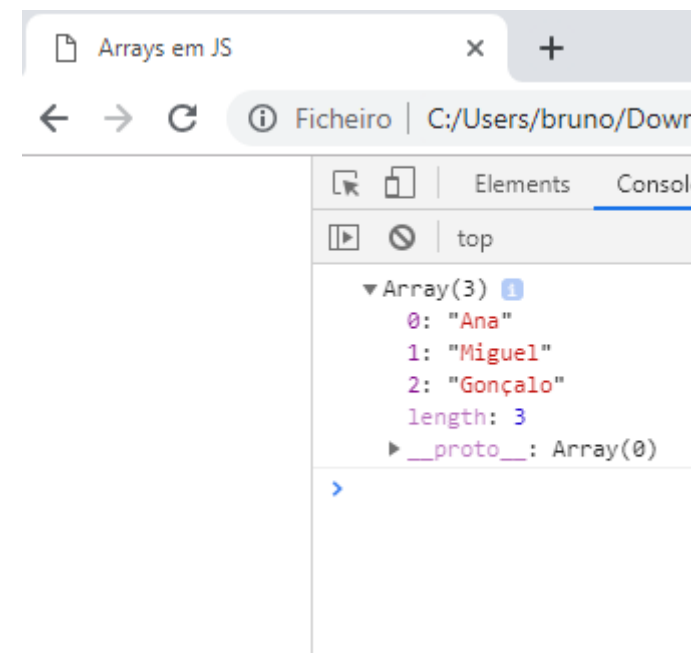 Arrays em JS
Ficheiro | C:/Users/bruno/Down
Elements Consol
top
▼Array(3) i
0: "Ana"
1: "Miguel"
2: "Gonçalo"
length: 3
▶__proto__: Array(0)
>